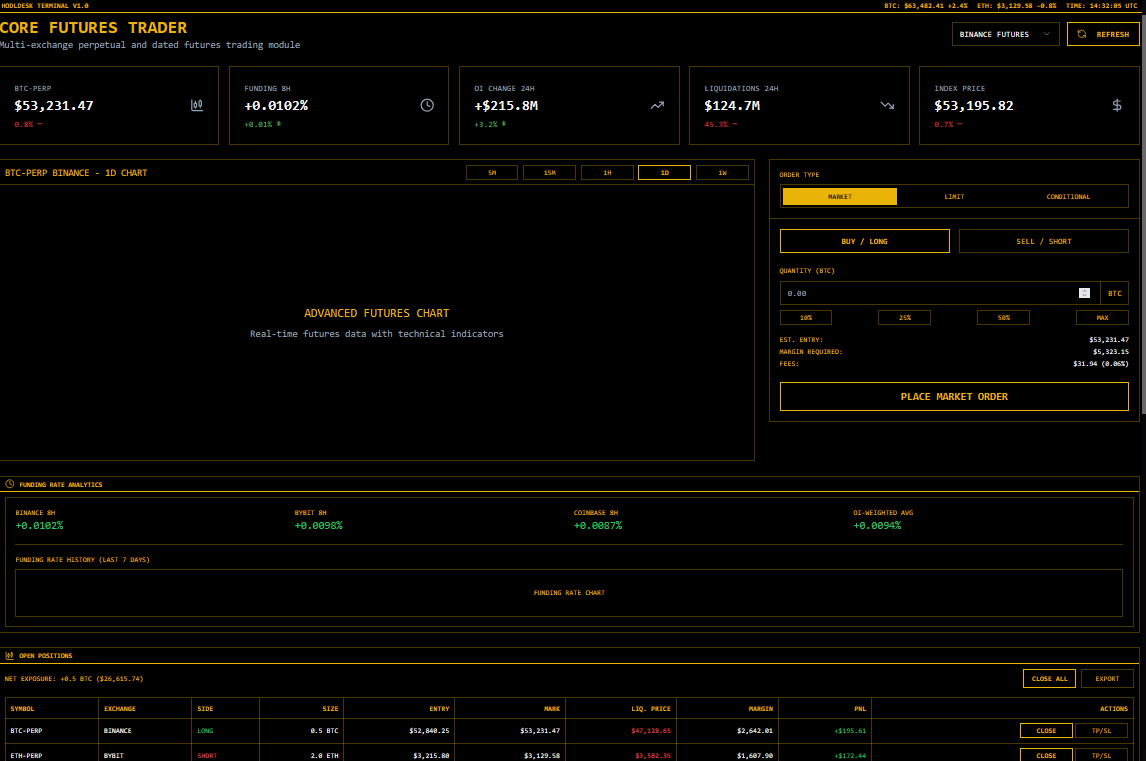 HODLDESK TERMINAL V1.0
BTC: $63,482.41 +2.4% ETH: $3,129.58 -0.8% TIME: 14:32:05 UTC
CORE FUTURES TRADER
Multi-exchange perpetual and dated futures trading module
BINANCE FUTURES
REFRESH
BTC-PERP
$53,231.47
0.8%
FUNDING 8H
+0.0102%
+0.01%
OI CHANGE 24H
+$215.8M
+3.2%
LIQUIDATIONS 24H
$124.7M
45.3%
INDEX PRICE
$53,195.82
0.7%
BTC-PERP BINANCE - 1D CHART
5M 15M 1H 1D 1W
ADVANCED FUTURES CHART
Real-time futures data with technical indicators
ORDER TYPE
MARKET LIMIT CONDITIONAL
BUY / LONG SELL / SHORT
QUANTITY (BTC)
0.00 BTC
10% 25% 50% MAX
EST. ENTRY: $53,231.47
MARGIN REQUIRED: $5,323.15
FEES: $31.94 (0.06%)
PLACE MARKET ORDER
FUNDING RATE ANALYTICS
BINANCE 8H BYBIT 8H COINBASE 8H OI-WEIGHTED AVG
+0.0102% +0.0098% +0.0087% +0.0094%
FUNDING RATE HISTORY (LAST 7 DAYS)
FUNDING RATE CHART
OPEN POSITIONS
NET EXPOSURE: +0.5 BTC ($26,615.74)
CLOSE ALL EXPORT
SYMBOL EXCHANGE SIDE SIZE ENTRY MARK LIQ. PRICE MARGIN PNL ACTIONS
BTC-PERP BINANCE LONG 0.5 BTC $52,840.25 $53,231.47 $47,128.65 $2,642.01 +$195.61 CLOSE TP/SL
ETH-PERP BYBIT SHORT 2.0 ETH $3,215.80 $3,129.58 $3,582.35 $1,607.90 +$172.44 CLOSE TP/SL